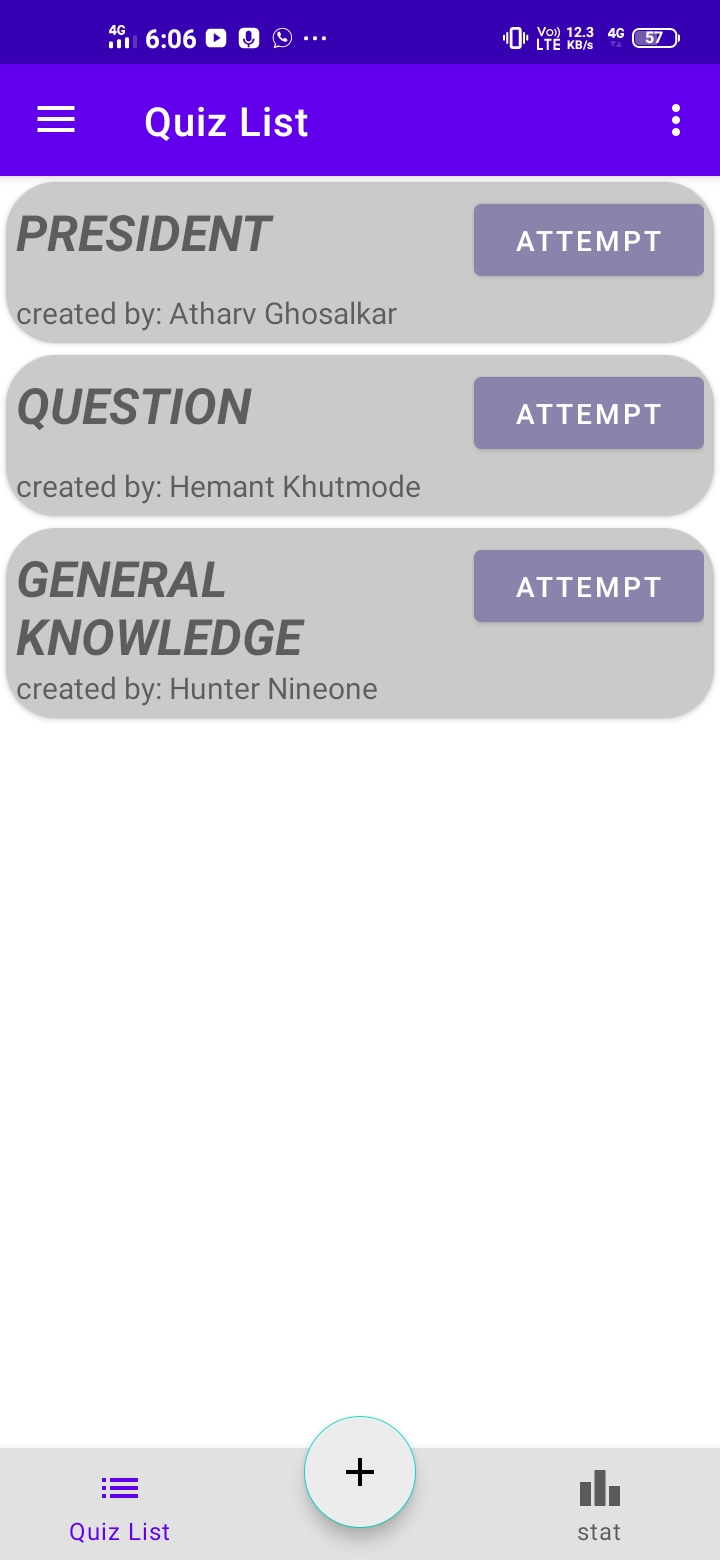 4G 6:06 Vo)) LTE 12.3 KB/s 4G 57
Quiz List
PRESIDENT
ATTEMPT
created by: Atharv Ghosalkar
QUESTION
ATTEMPT
created by: Hemant Khutmode
GENERAL
ATTEMPT
KNOWLEDGE
created by: Hunter Nineone
Quiz List
stat